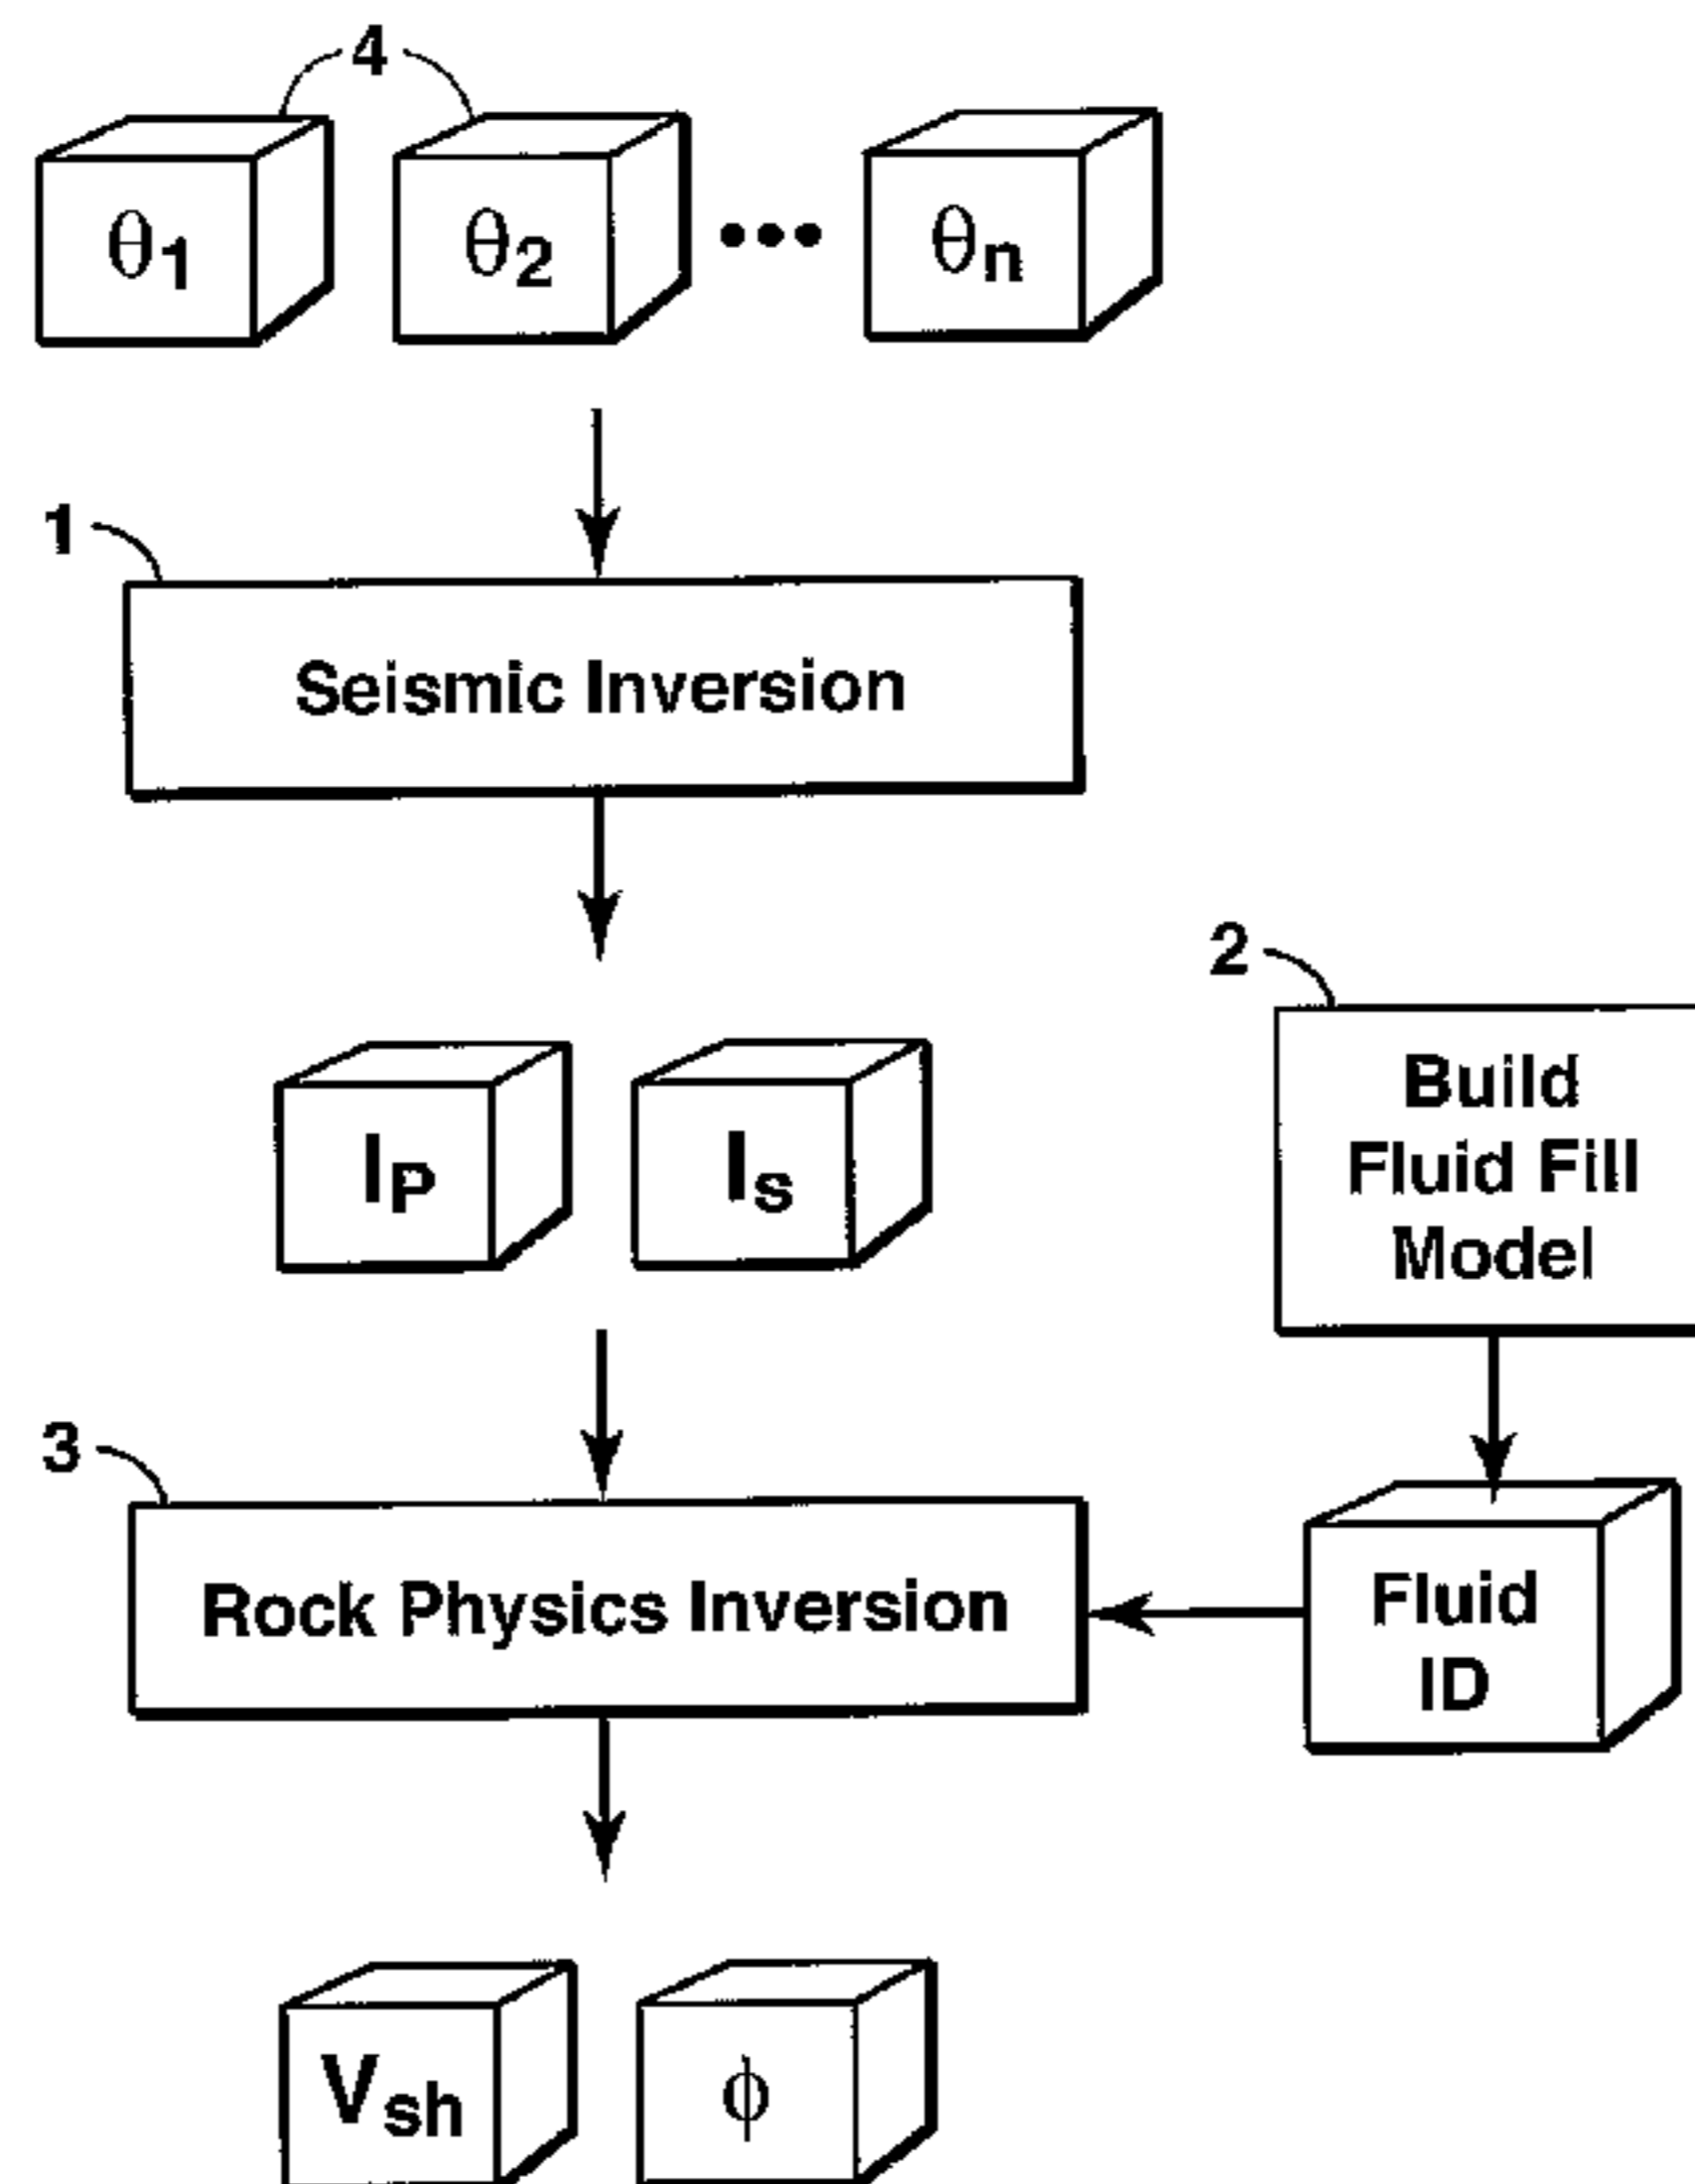 4
θ1 θ2 ••• θn
1
Seismic Inversion
2
Build
Fluid Fill
Model
IP IS
3
Rock Physics Inversion
Fluid
ID
Vsh ϕ